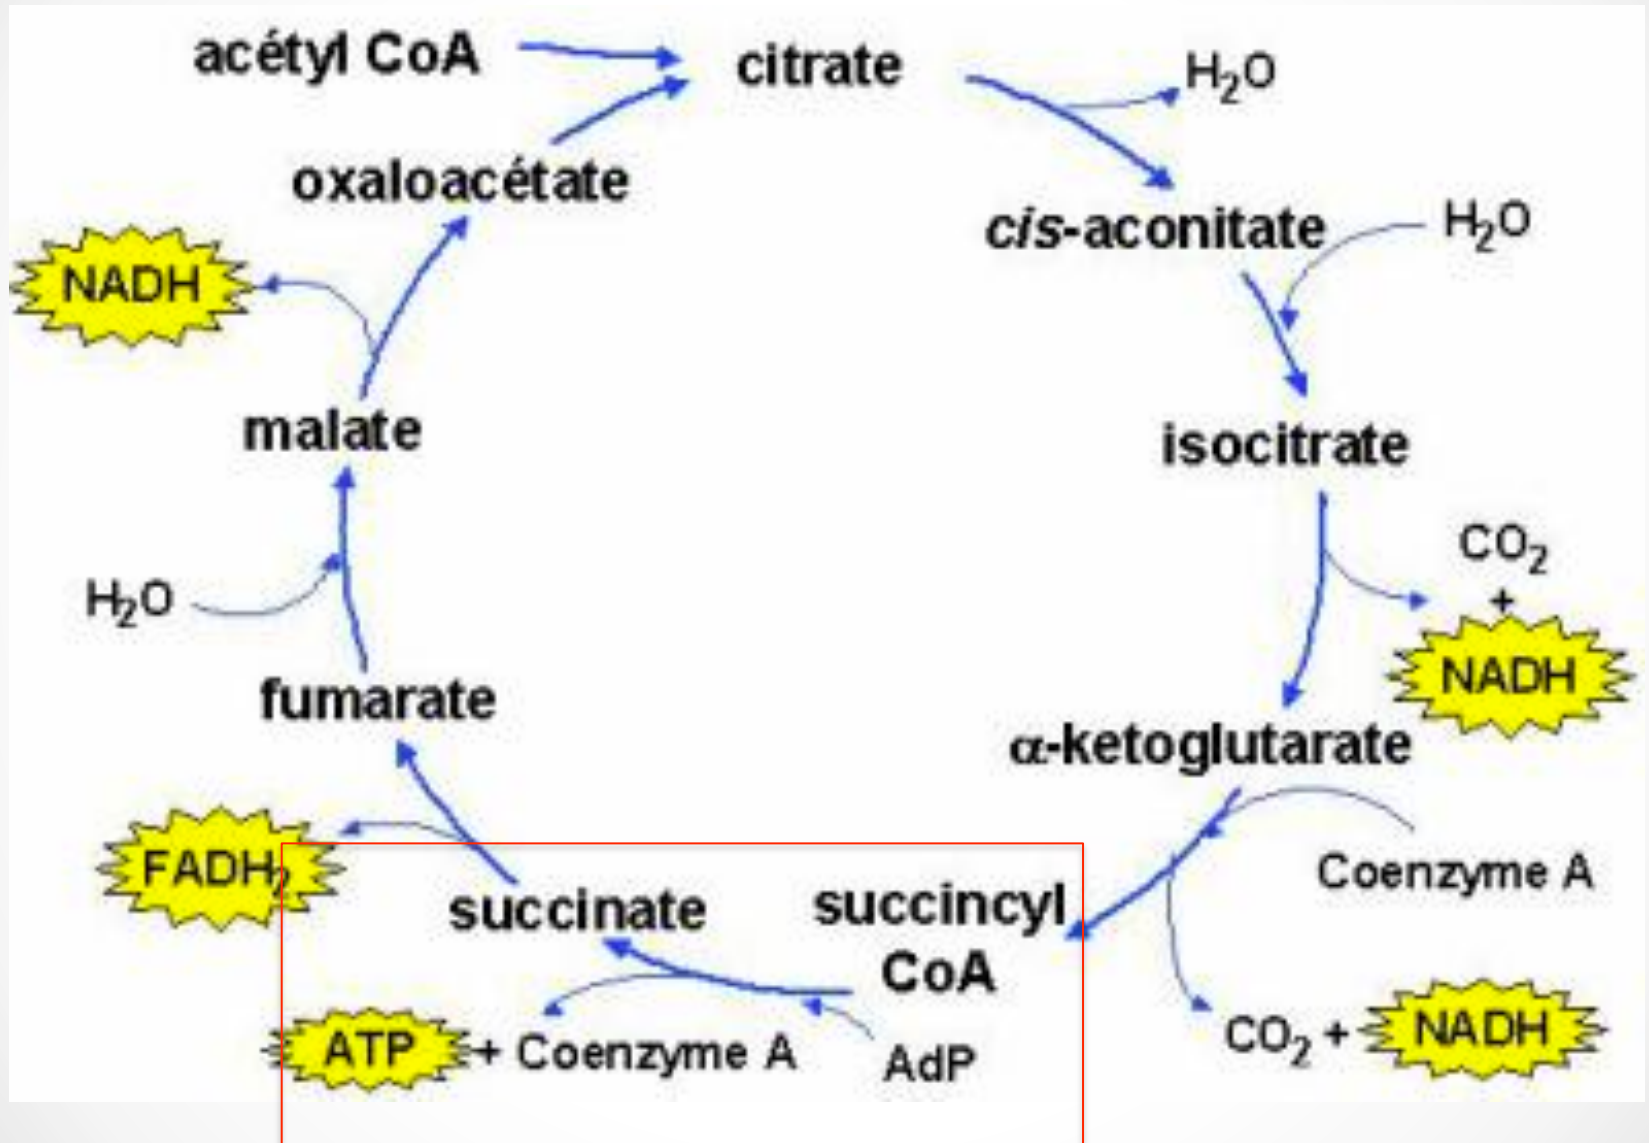 acétyl CoA
citrate
H₂O
oxaloacétate
cis-aconitate
H₂O
NADH
malate
isocitrate
CO₂
+
NADH
H₂O
fumarate
α-ketoglutarate
FADH₂
Coenzyme A
succinate
succincyl
CoA
ATP + Coenzyme A
AdP
CO₂ + NADH